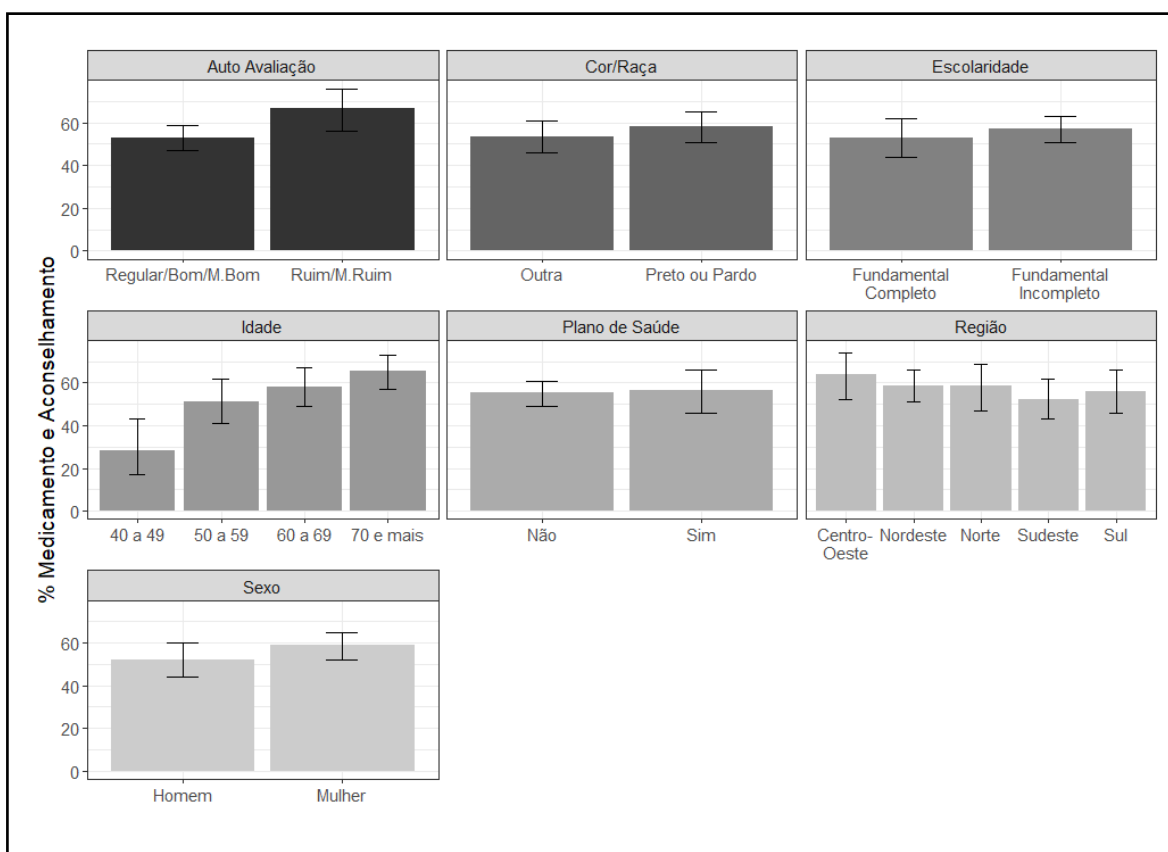 % Medicamento e Aconselhamento
Auto Avaliação
60
40
20
0
Regular/Bom/M.Bom
Ruim/M.Ruim
Cor/Raça
Outra
Preto ou Pardo
Escolaridade
Fundamental
Completo
Fundamental
Incompleto
Idade
60
40
20
0
40 a 49
50 a 59
60 a 69
70 e mais
Plano de Saúde
Não
Sim
Região
Centro-
Oeste
Nordeste
Norte
Sudeste
Sul
Sexo
60
40
20
0
Homem
Mulher